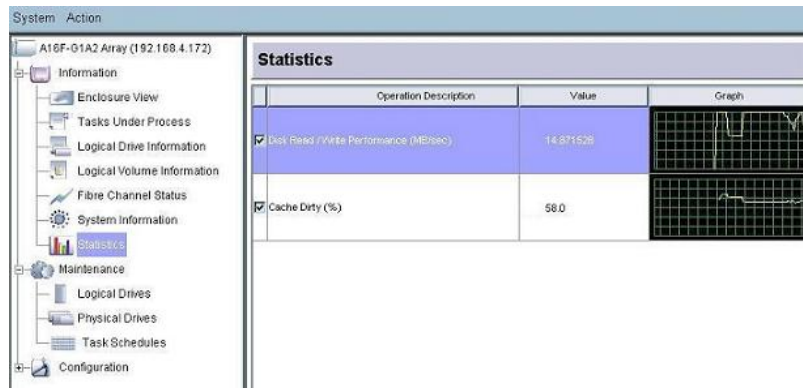 System Action
A16F-G1A2 Array (192.168.4.172)
Information
Enclosure View
Tasks Under Process
Logical Drive Information
Logical Volume Information
Fibre Channel Status
System Information
Statistics
Maintenance
Logical Drives
Physical Drives
Task Schedules
Configuration
Statistics
Operation Description Value Graph
Disk Read / Write Performance (MB/sec) 14.871528
Cache Dirty (%) 58.0